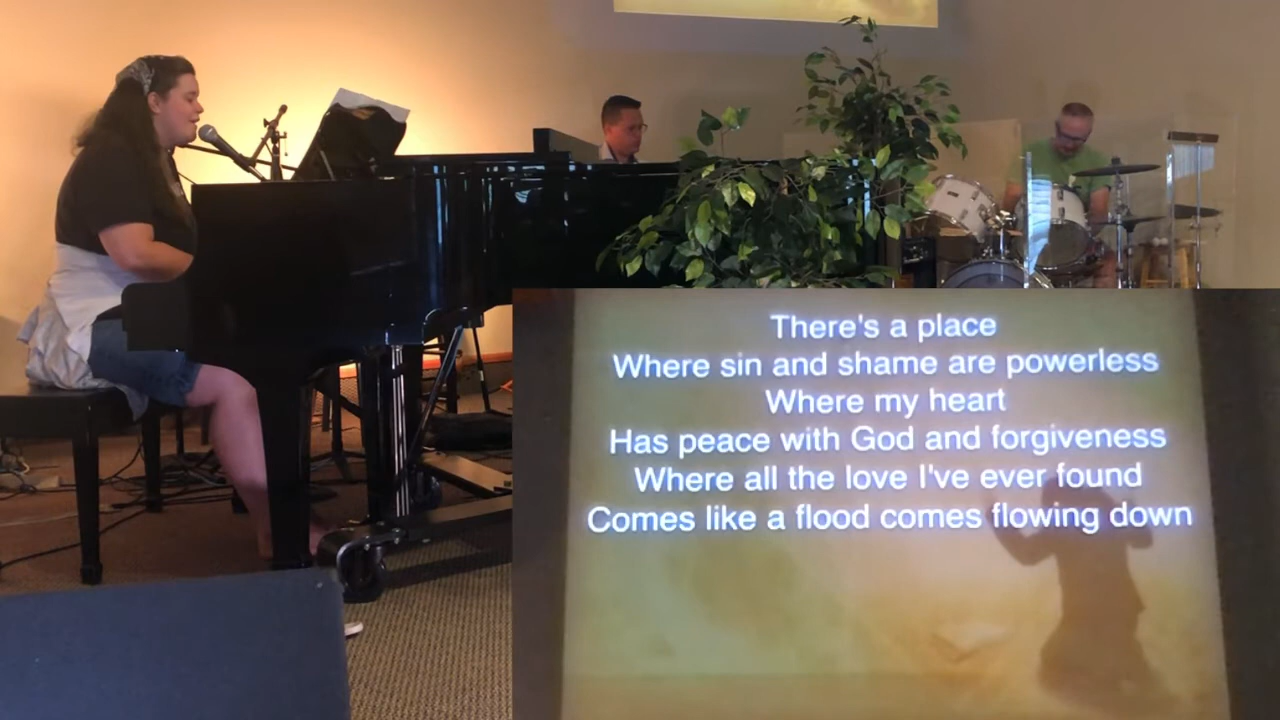 There's a place
Where sin and shame are powerless
Where my heart
Has peace with God and forgiveness
Where all the love I've ever found
Comes like a flood comes flowing down